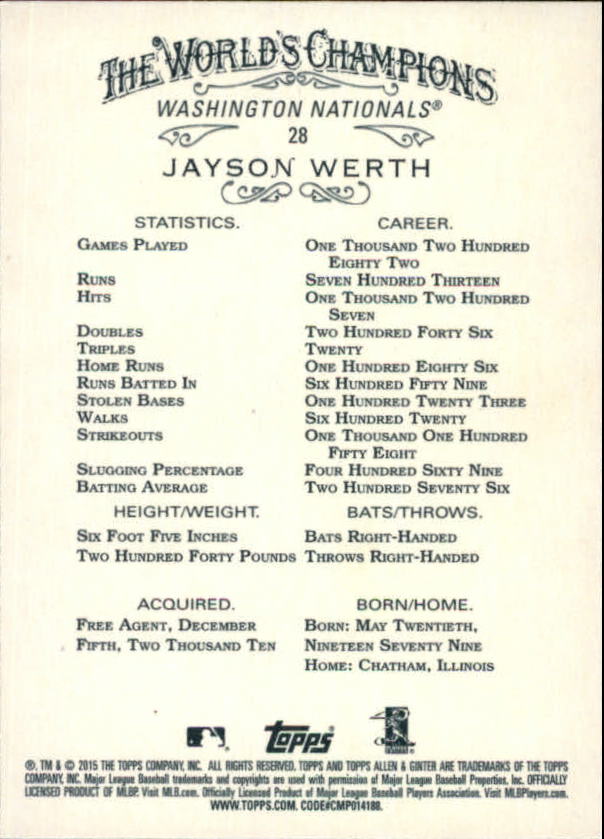 THE WORLD'S CHAMPIONS
WASHINGTON NATIONALS®
28
JAYSON WERTH
STATISTICS. CAREER.
GAMES PLAYED ONE THOUSAND TWO HUNDRED
EIGHTY TWO
RUNS SEVEN HUNDRED THIRTEEN
HITS ONE THOUSAND TWO HUNDRED
SEVEN
DOUBLES TWO HUNDRED FORTY SIX
TRIPLES TWENTY
HOME RUNS ONE HUNDRED EIGHTY SIX
RUNS BATTED IN SIX HUNDRED FIFTY NINE
STOLEN BASES ONE HUNDRED TWENTY THREE
WALKS SIX HUNDRED TWENTY
STRIKEOUTS ONE THOUSAND ONE HUNDRED
FIFTY EIGHT
SLUGGING PERCENTAGE FOUR HUNDRED SIXTY NINE
BATTING AVERAGE TWO HUNDRED SEVENTY SIX
HEIGHT/WEIGHT. BATS/THROWS.
SIX FOOT FIVE INCHES BATS RIGHT-HANDED
TWO HUNDRED FORTY POUNDS THROWS RIGHT-HANDED
ACQUIRED. BORN/HOME.
FREE AGENT, DECEMBER BORN: MAY TWENTIETH,
FIFTH, TWO THOUSAND TEN NINETEEN SEVENTY NINE
HOME: CHATHAM, ILLINOIS
TOPPS®
®, TM & © 2015 THE TOPPS COMPANY, INC. ALL RIGHTS RESERVED. TOPPS AND TOPPS ALLEN & GINTER ARE TRADEMARKS OF THE TOPPS
COMPANY, INC. Major League Baseball trademarks and copyrights are used with permission of Major League Baseball Properties, Inc. OFFICIALLY
LICENSED PRODUCT OF MLBP. Visit MLB.com. Officially Licensed Product of Major League Baseball Players Association. Visit MLBPlayers.com.
WWW.TOPPS.COM. CODE#CMP014188.